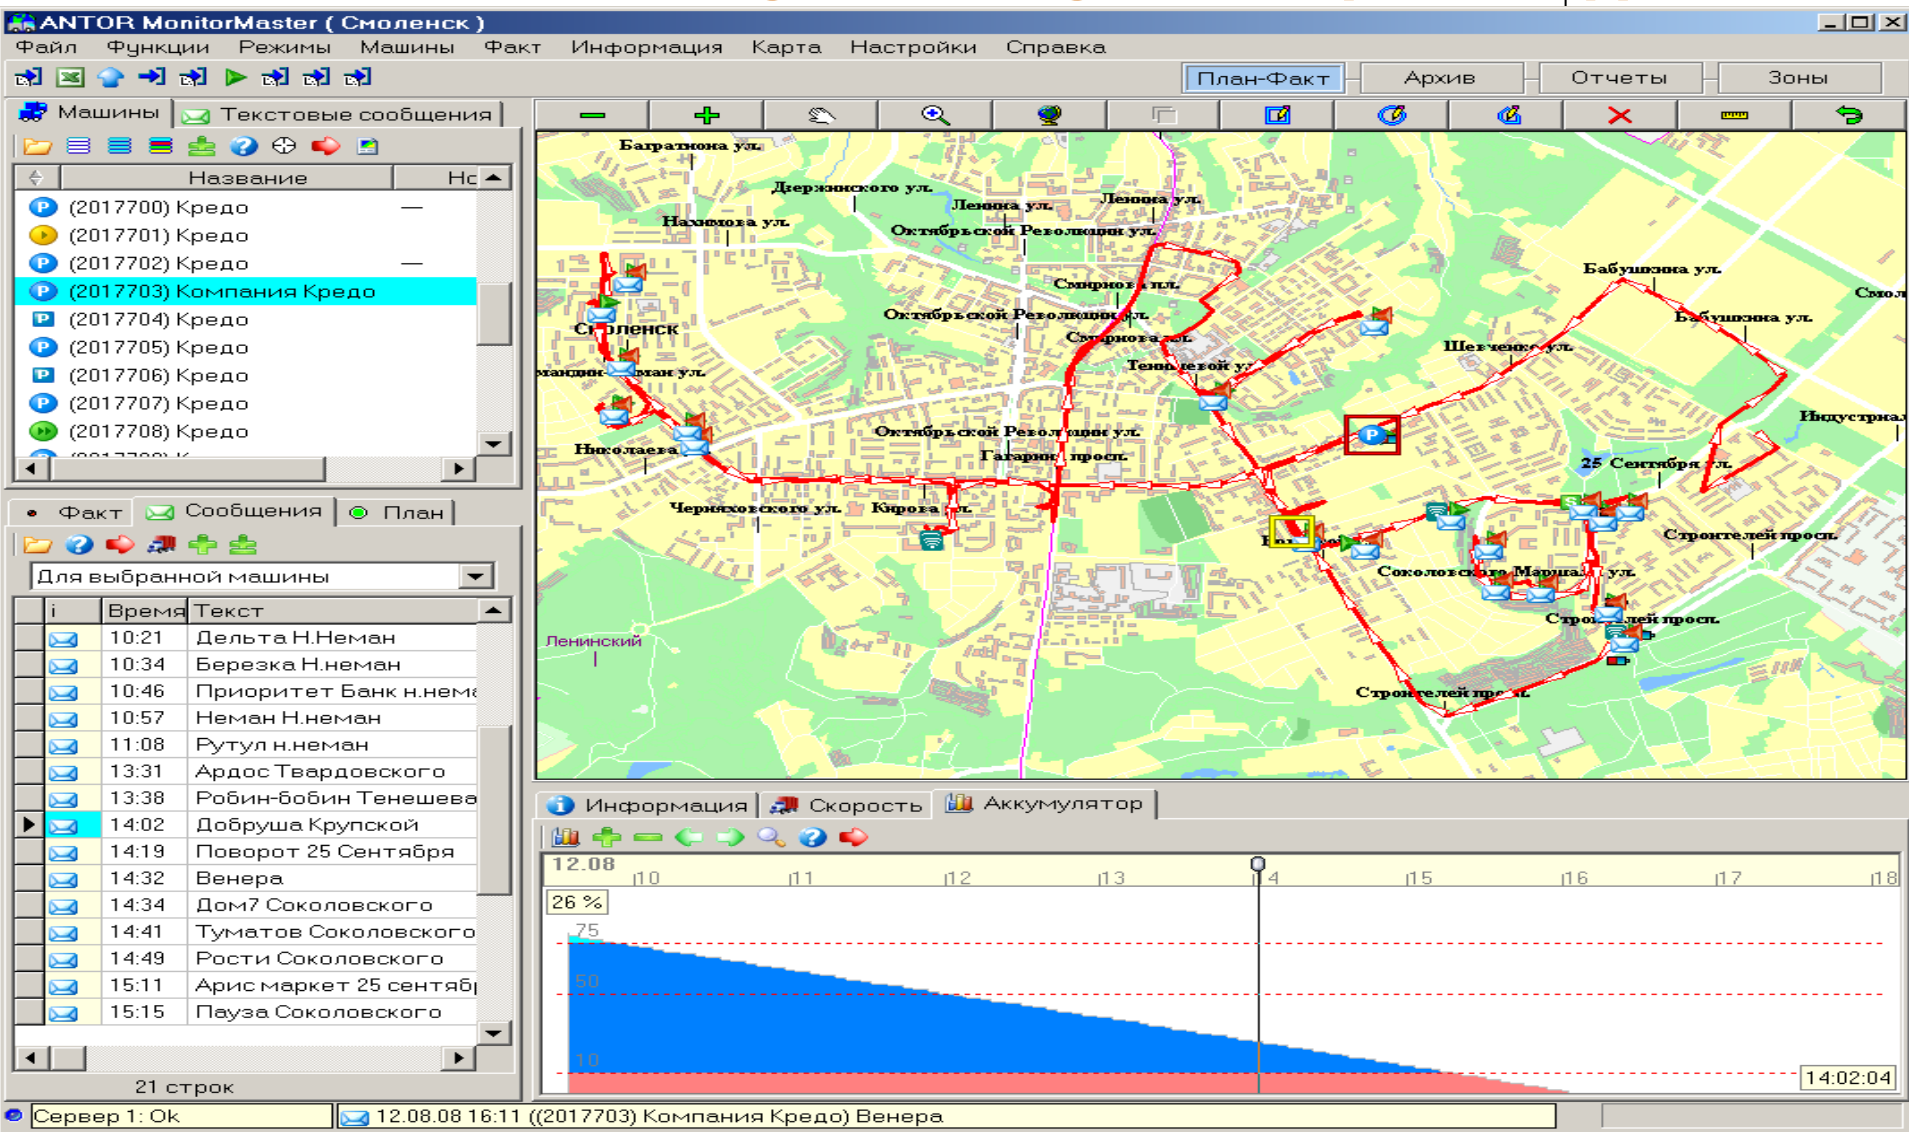 ANTOR MonitorMaster ( Смоленск )
Файл Функции Режимы Машины Факт Информация Карта Настройки Справка
План-Факт Архив Отчеты Зоны
Машины Текстовые сообщения
Название
(2017700) Кредо —
(2017701) Кредо
(2017702) Кредо —
(2017703) Компания Кредо
(2017704) Кредо
(2017705) Кредо
(2017706) Кредо
(2017707) Кредо
(2017708) Кредо
Факт Сообщения План
Для выбранной машины
i Время Текст
10:21 Дельта Н.Неман
10:34 Березка Н.неман
10:46 Приоритет Банк н.нема
10:57 Неман Н.неман
11:08 Рутул н.неман
13:31 Ардос Твардовского
13:38 Робин-бобин Тенешева
14:02 Добруша Крупской
14:19 Поворот 25 Сентября
14:32 Венера
14:34 Дом7 Соколовского
14:41 Туматов Соколовского
14:49 Рости Соколовского
15:11 Арис маркет 25 сентяб
15:15 Пауза Соколовского
21 строк
Багратиона ул.
Дзержинского ул.
Ленина ул.
Ленина ул.
Нахимова ул.
Октябрьской Революции ул.
Бабушкина ул.
Смирнова пл.
Смол
Октябрьской Революции ул.
Бабушкина ул.
Смоленск
Смирнова пл.
Шевченко ул.
Тенишевой ул.
Индустриал
Октябрьской Революции ул.
Николаева
Гагарина просп.
25 Сентября ул.
Черняховского ул.
Кирова ул.
Строителей просп.
Соколовского Маршала ул.
Строителей просп.
Ленинский
Строителей просп.
Информация Скорость Аккумулятор
12.08
10 11 12 13 14 15 16 17 18
26 %
75
50
10
14:02:04
Сервер 1: Ok
12.08.08 16:11 ((2017703) Компания Кредо) Венера